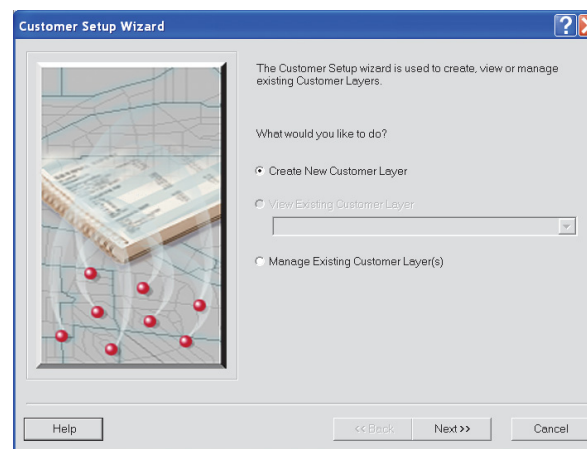 Customer Setup Wizard
The Customer Setup wizard is used to create, view or manage
existing Customer Layers.
What would you like to do?
Create New Customer Layer
View Existing Customer Layer
Manage Existing Customer Layer(s)
Help
<< Back
Next >>
Cancel